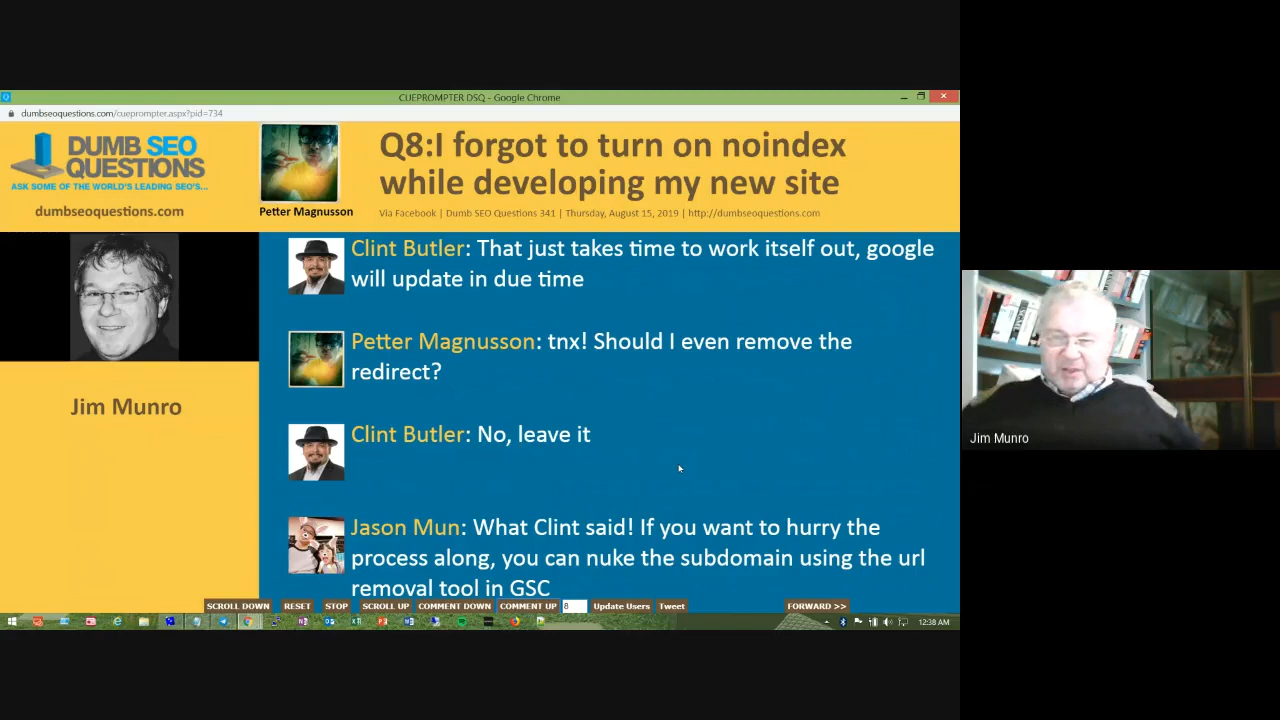 CUEPROMPTER DSQ - Google Chrome
dumbseoquestions.com/cueprompter.aspx?pid=734
DUMB SEO
QUESTIONS
ASK SOME OF THE WORLD'S LEADING SEO'S...
dumbseoquestions.com
Petter Magnusson
Q8:I forgot to turn on noindex
while developing my new site
Via Facebook | Dumb SEO Questions 341 | Thursday, August 15, 2019 | http://dumbseoquestions.com
Jim Munro
Clint Butler: That just takes time to work itself out, google
will update in due time
Petter Magnusson: tnx! Should I even remove the
redirect?
Clint Butler: No, leave it
Jason Mun: What Clint said! If you want to hurry the
process along, you can nuke the subdomain using the url
removal tool in GSC
SCROLL DOWN RESET STOP SCROLL UP COMMENT DOWN COMMENT UP 8 Update Users Tweet FORWARD >>
12:38 AM
Jim Munro